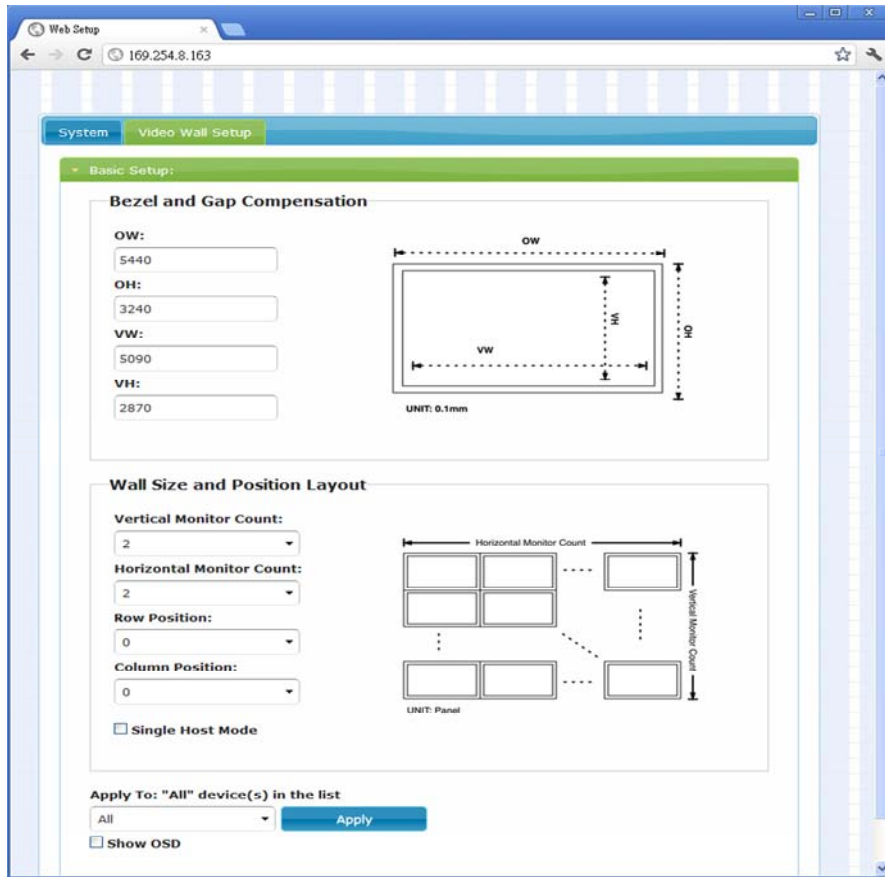 Web Setup
169.254.8.163
System
Video Wall Setup
Basic Setup:
Bezel and Gap Compensation
OW:
5440
OH:
3240
VW:
5090
VH:
2870
OW
VH
OH
VW
UNIT: 0.1mm
Wall Size and Position Layout
Vertical Monitor Count:
2
Horizontal Monitor Count:
2
Row Position:
0
Column Position:
0
Single Host Mode
Horizontal Monitor Count
Vertical Monitor Count
UNIT: Panel
Apply To: "All" device(s) in the list
All
Apply
Show OSD